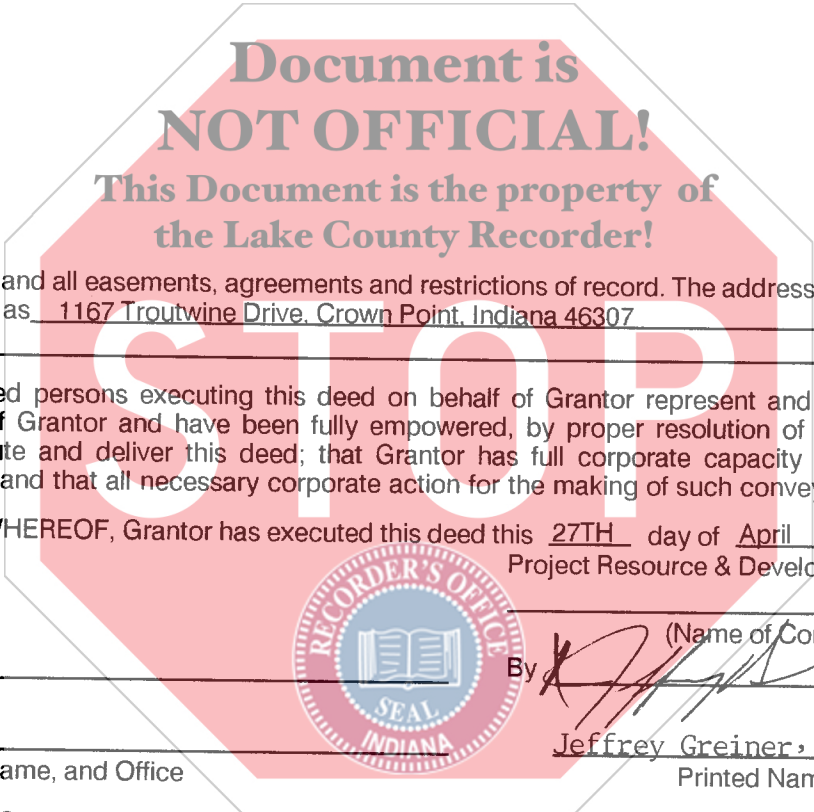 Document is
NOT OFFICIAL!
This Document is the property of
the Lake County Recorder!
and all easements, agreements and restrictions of record. The address
as 1167 Troutwine Drive, Crown Point, Indiana 46307
STOP
ed persons executing this deed on behalf of Grantor represent and
f Grantor and have been fully empowered, by proper resolution of
te and deliver this deed; that Grantor has full corporate capacity
and that all necessary corporate action for the making of such convey
HEREOF, Grantor has executed this deed this 27TH day of April
Project Resource & Develo
(Name of Co
By
RECORDER'S OFFICE
SEAL
INDIANA
Jeffrey Greiner,
ame, and Office
Printed Nam